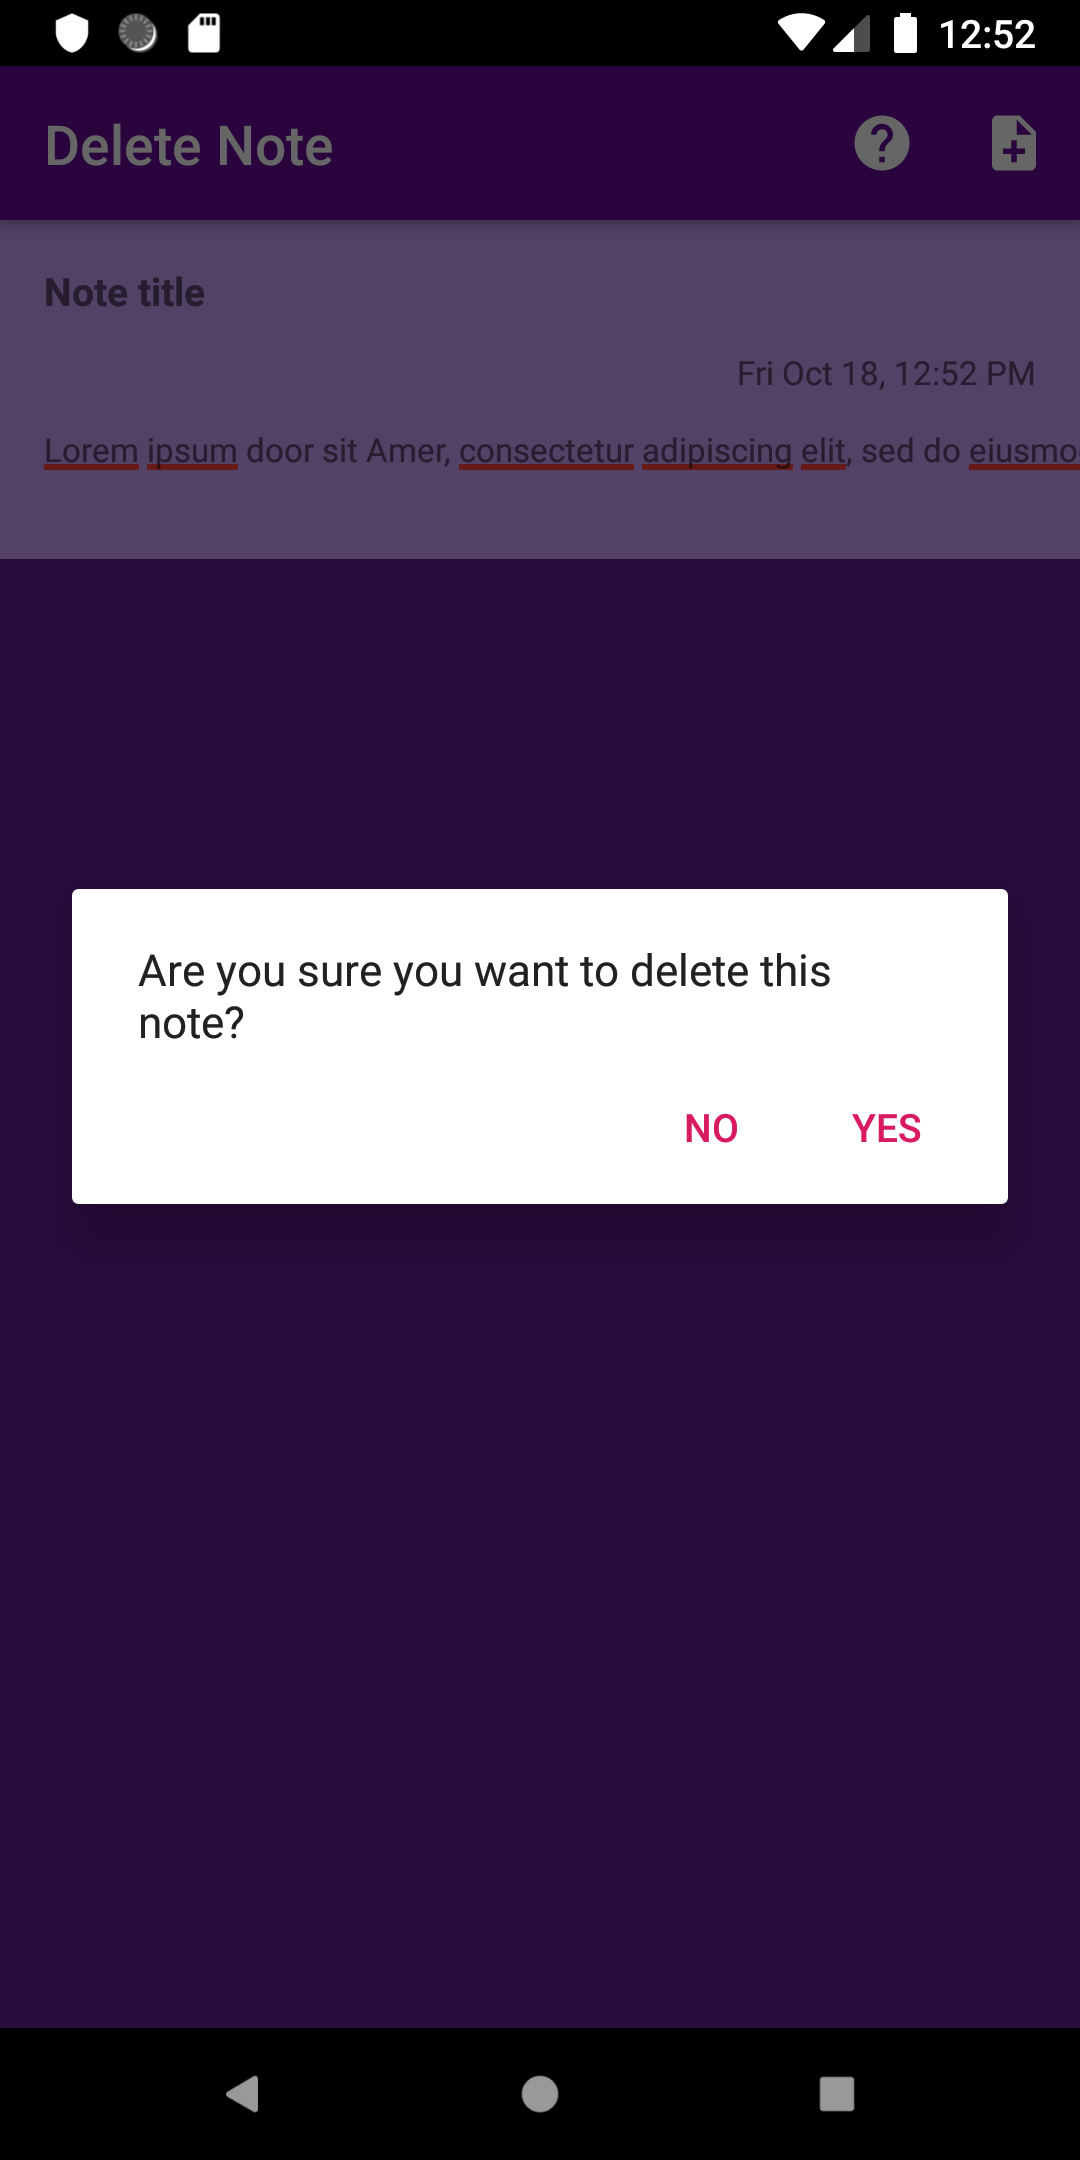 12:52
Delete Note
Note title
Fri Oct 18, 12:52 PM
Lorem ipsum door sit Amer, consectetur adipiscing elit, sed do eiusmo
Are you sure you want to delete this
note?
NO YES